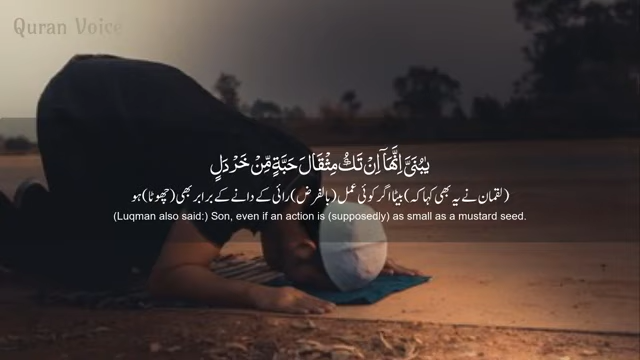 Quran Voice
يٰبُنَيَّ اِنَّهَاۤ اِنْ تَكُ مِثْقَالَ حَبَّةٍ مِّنْ خَرْدَلٍ
(لقمان نے یہ بھی کہا کہ) بیٹا اگر کوئی عمل (بالفرض) رائی کے دانے کے برابر بھی (چھوٹا) ہو
(Luqman also said:) Son, even if an action is (supposedly) as small as a mustard seed.